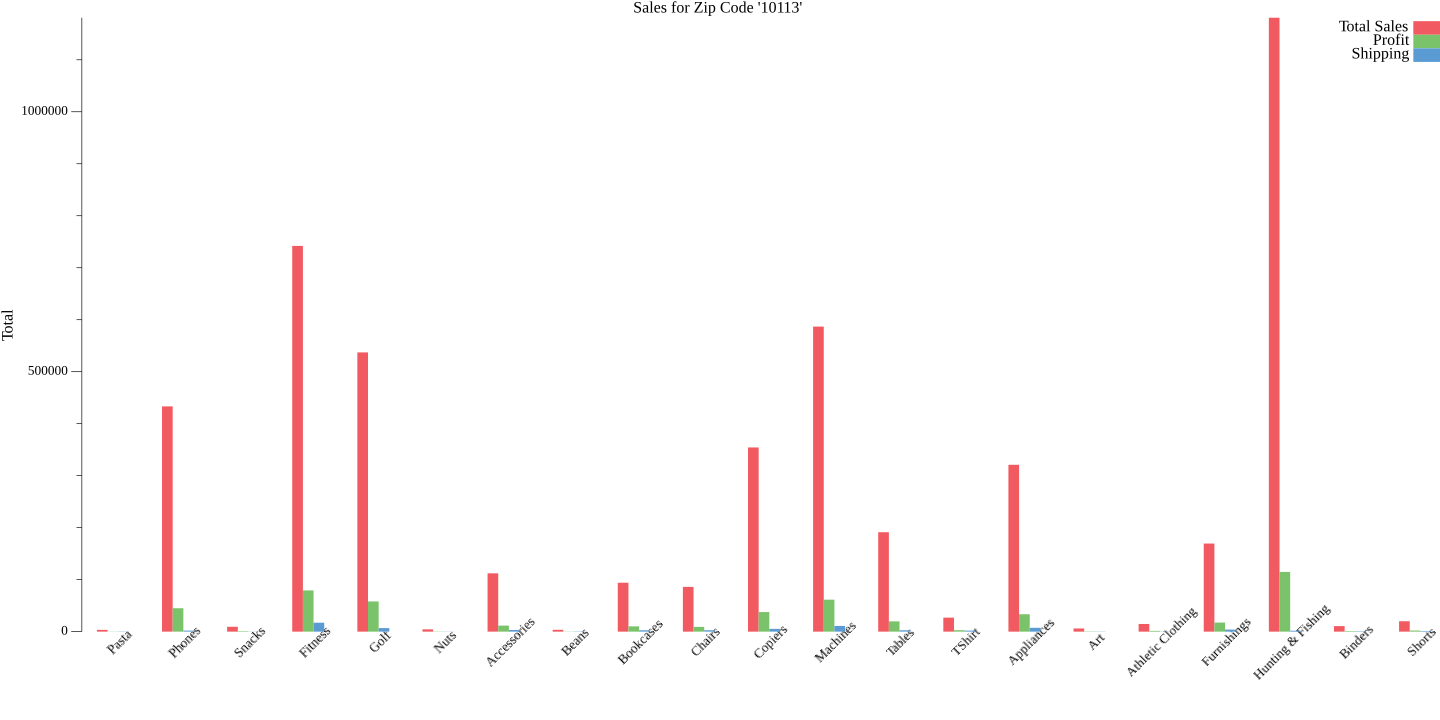 Sales for Zip Code '10113'
Total Sales
Profit
Shipping
1000000
500000
0
Total
Pasta
Phones
Snacks
Fitness
Golf
Nuts
Accessories
Beans
Bookcases
Chairs
Copiers
Machines
Tables
TShirt
Appliances
Art
Athletic Clothing
Furnishings
Hunting & Fishing
Binders
Shorts